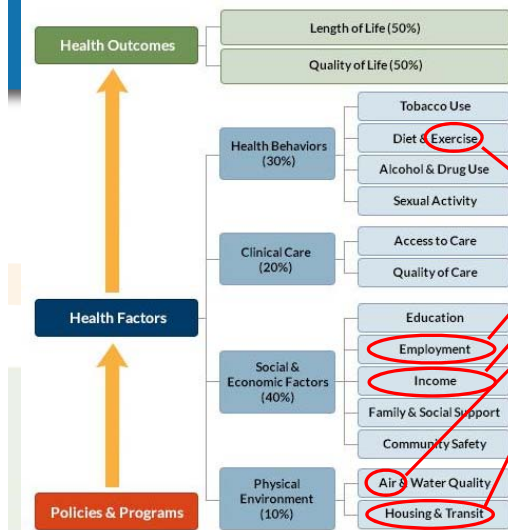 Health Outcomes
Length of Life (50%)
Quality of Life (50%)
Health Behaviors
(30%)
Tobacco Use
Diet & Exercise
Alcohol & Drug Use
Sexual Activity
Clinical Care
(20%)
Access to Care
Quality of Care
Health Factors
Social &
Economic Factors
(40%)
Education
Employment
Income
Family & Social Support
Community Safety
Physical
Environment
(10%)
Air & Water Quality
Housing & Transit
Policies & Programs